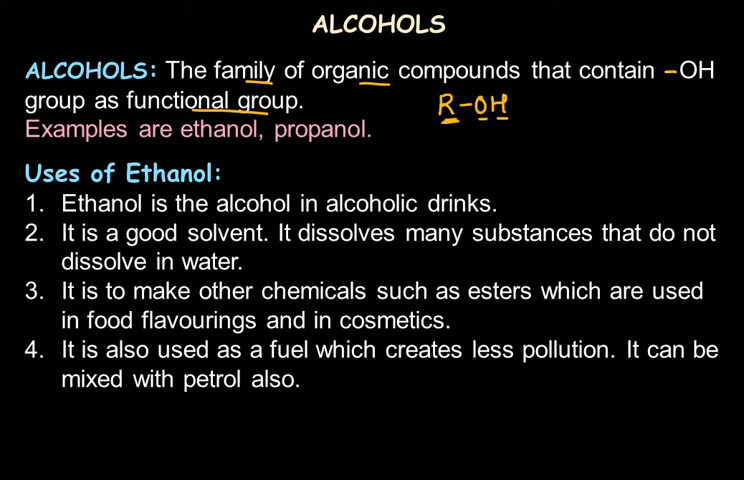 ALCOHOLS
ALCOHOLS: The family of organic compounds that contain –OH
group as functional group.
R-OH
Examples are ethanol, propanol.
Uses of Ethanol:
1. Ethanol is the alcohol in alcoholic drinks.
2. It is a good solvent. It dissolves many substances that do not
dissolve in water.
3. It is to make other chemicals such as esters which are used
in food flavourings and in cosmetics.
4. It is also used as a fuel which creates less pollution. It can be
mixed with petrol also.